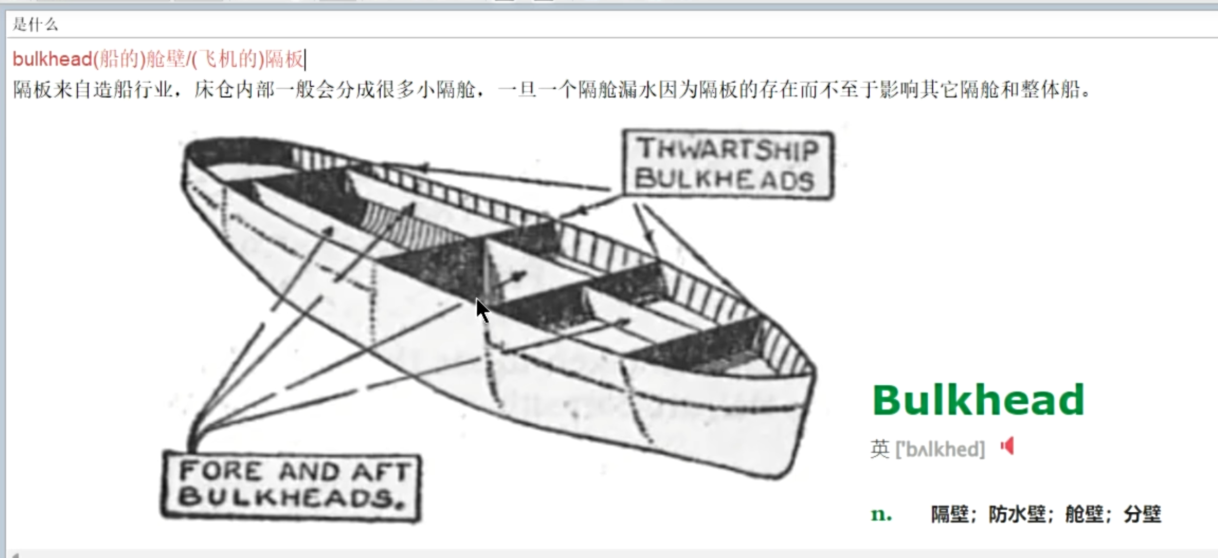 是什么
bulkhead(船的)舱壁/(飞机的)隔板
隔板来自造船行业，床仓内部一般会分成很多小隔舱，一旦一个隔舱漏水因为隔板的存在而不至于影响其它隔舱和整体船。
THWARTSHIP
BULKHEADS
FORE AND AFT
BULKHEADS.
Bulkhead
英 ['bʌlkhed]
n. 隔壁；防水壁；舱壁；分壁